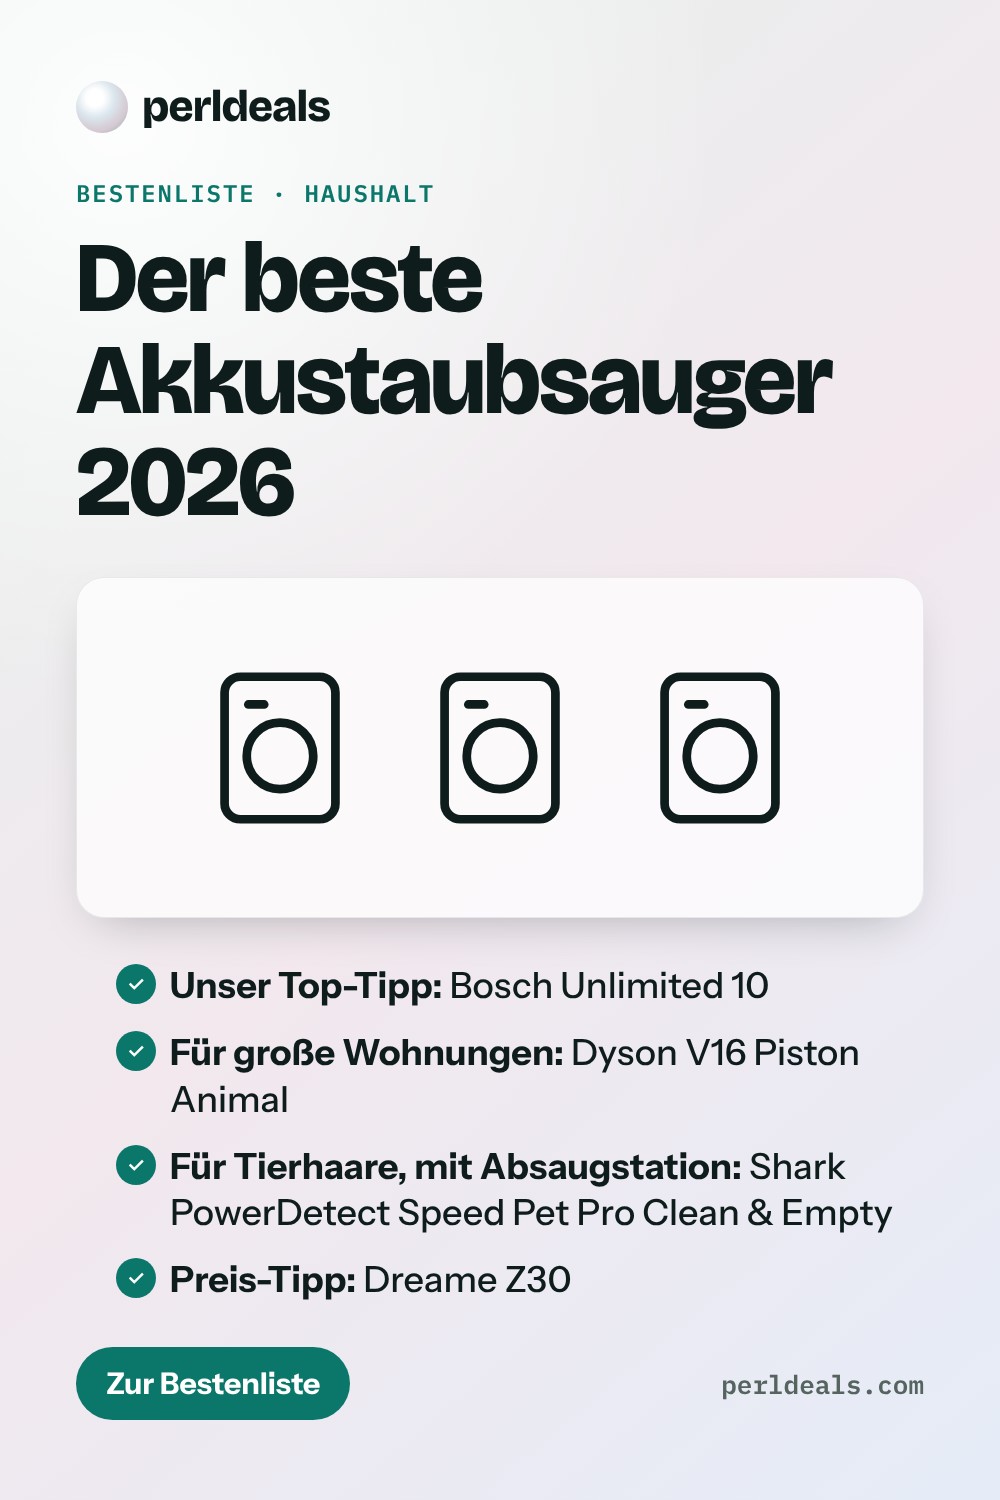 perldeals
BESTENLISTE · HAUSHALT
Der beste
Akkustaubsauger
2026
Unser Top-Tipp: Bosch Unlimited 10
Für große Wohnungen: Dyson V16 Piston
Animal
Für Tierhaare, mit Absaugstation: Shark
PowerDetect Speed Pet Pro Clean & Empty
Preis-Tipp: Dreame Z30
Zur Bestenliste
perldeals.com